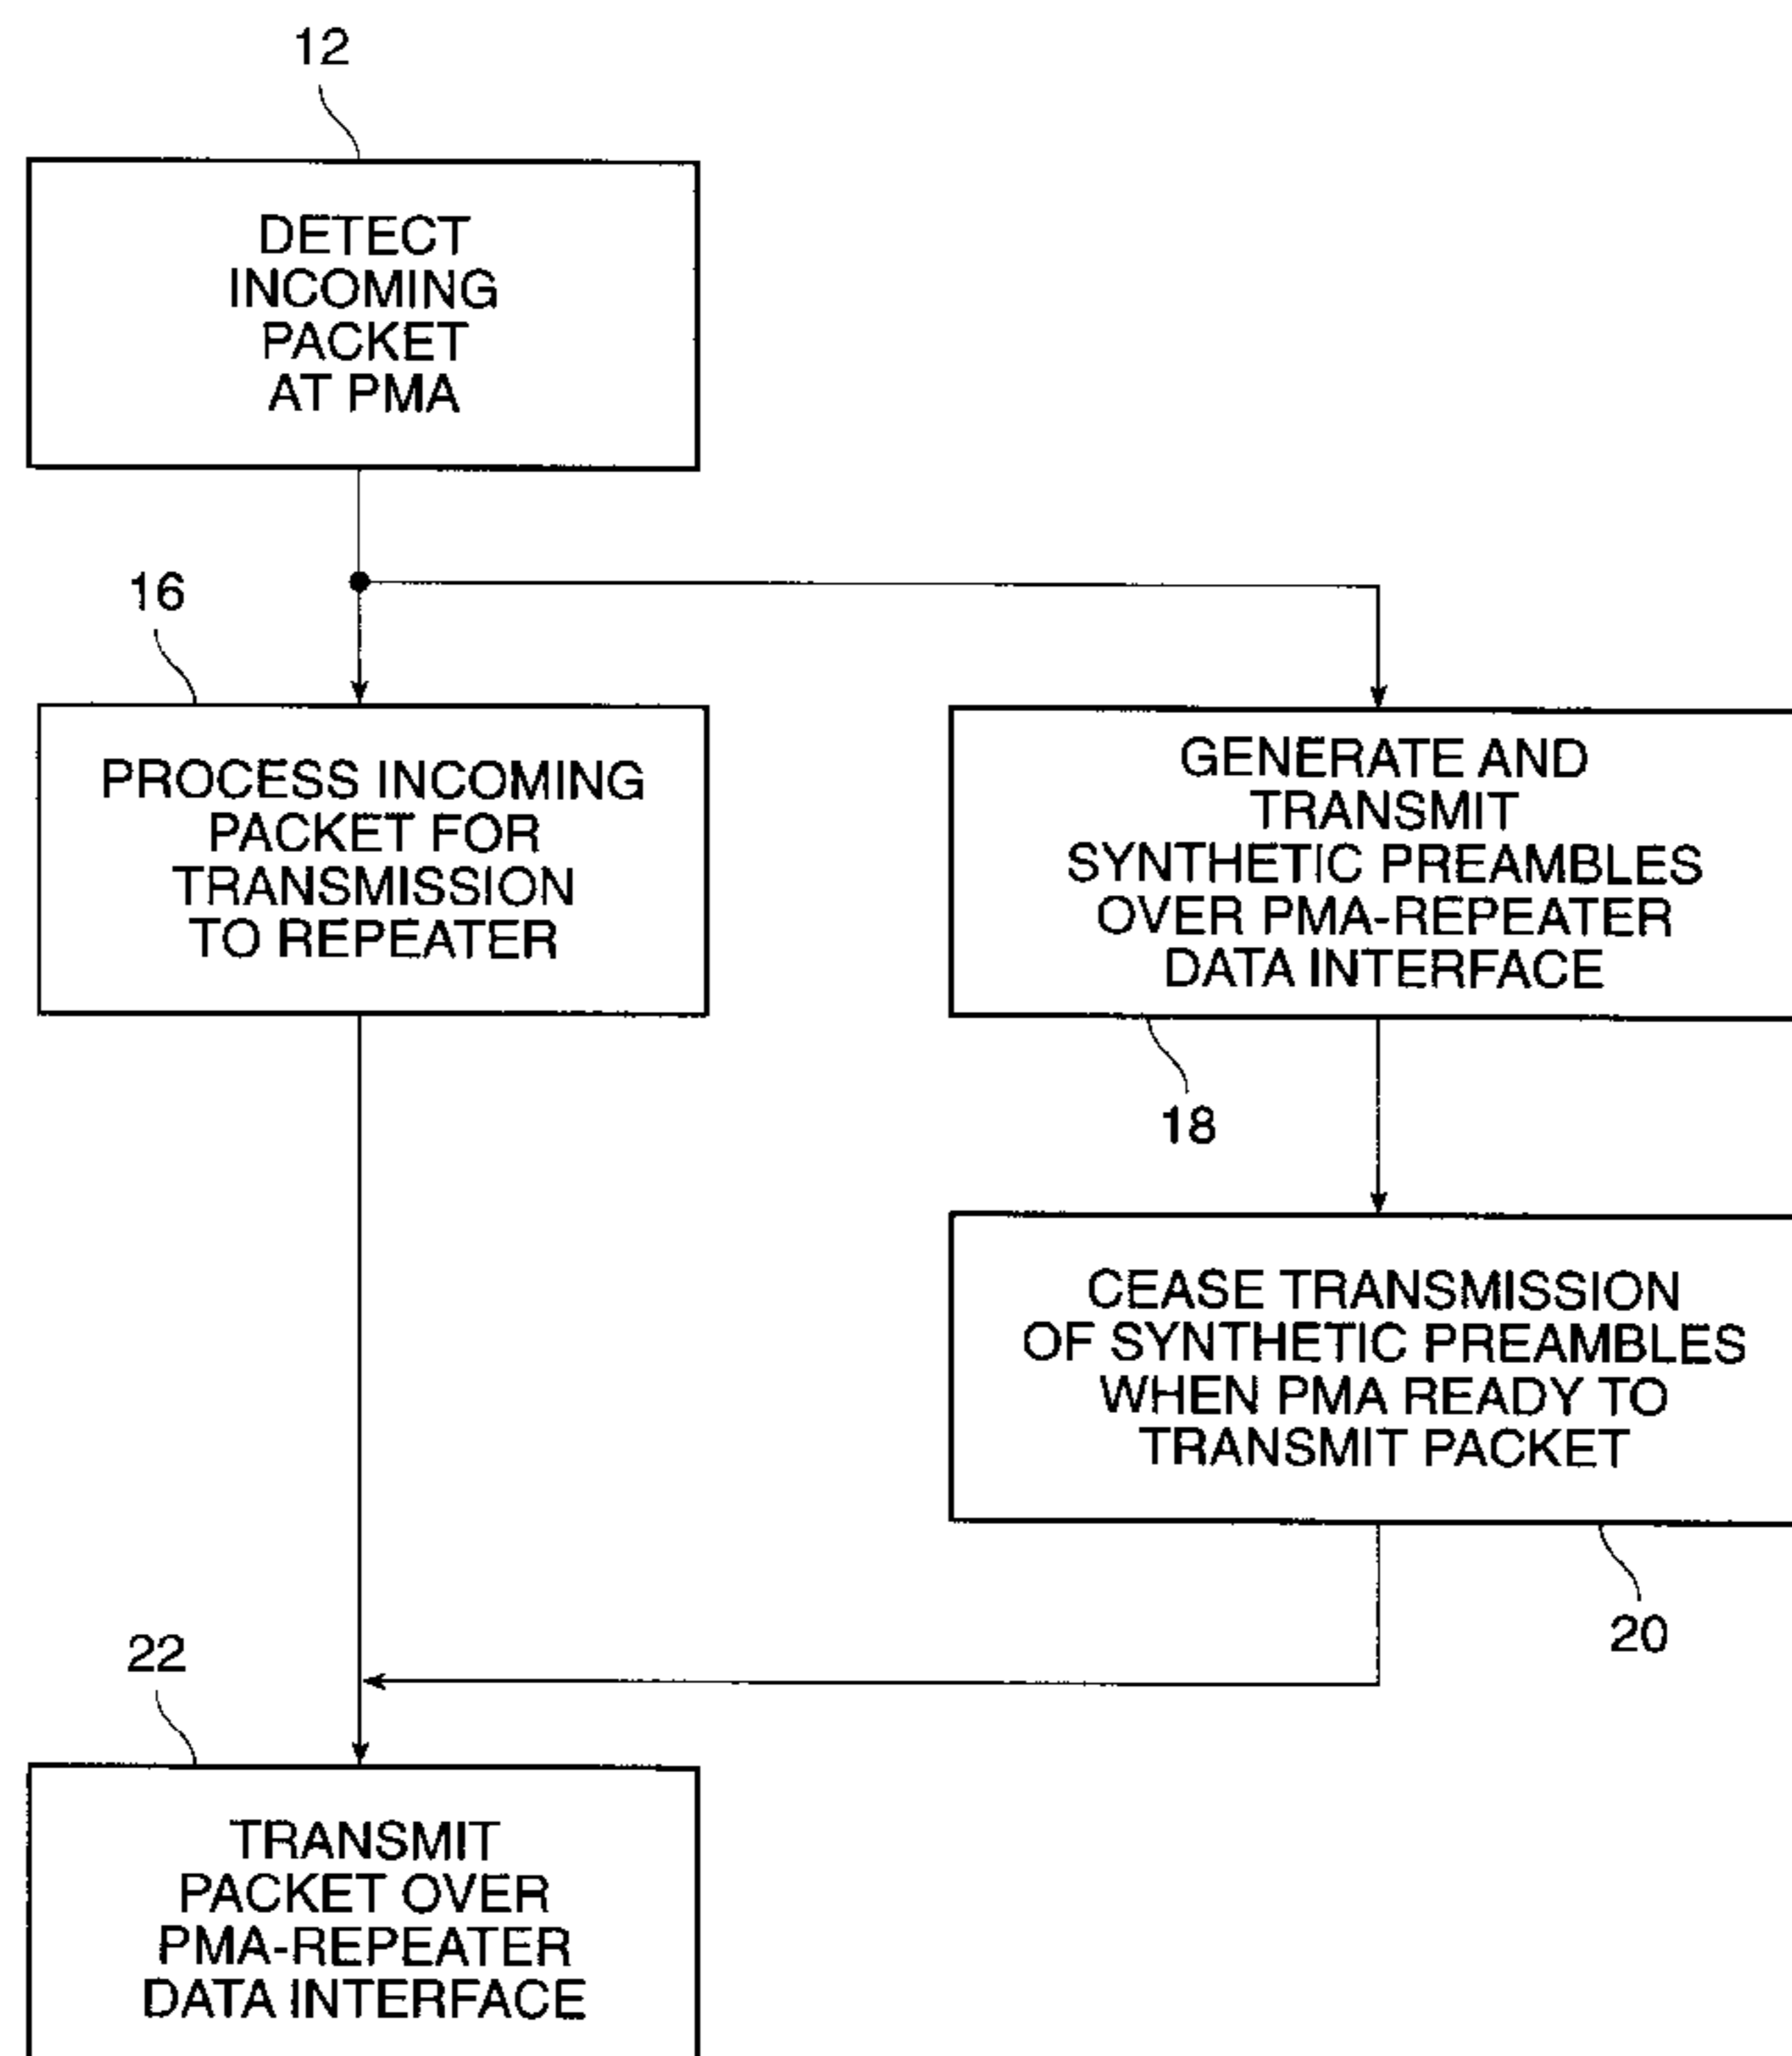 12
DETECT
INCOMING
PACKET
AT PMA
16
PROCESS INCOMING
PACKET FOR
TRANSMISSION
TO REPEATER
GENERATE AND
TRANSMIT
SYNTHETIC PREAMBLES
OVER PMA-REPEATER
DATA INTERFACE
18
CEASE TRANSMISSION
OF SYNTHETIC PREAMBLES
WHEN PMA READY TO
TRANSMIT PACKET
20
22
TRANSMIT
PACKET OVER
PMA-REPEATER
DATA INTERFACE